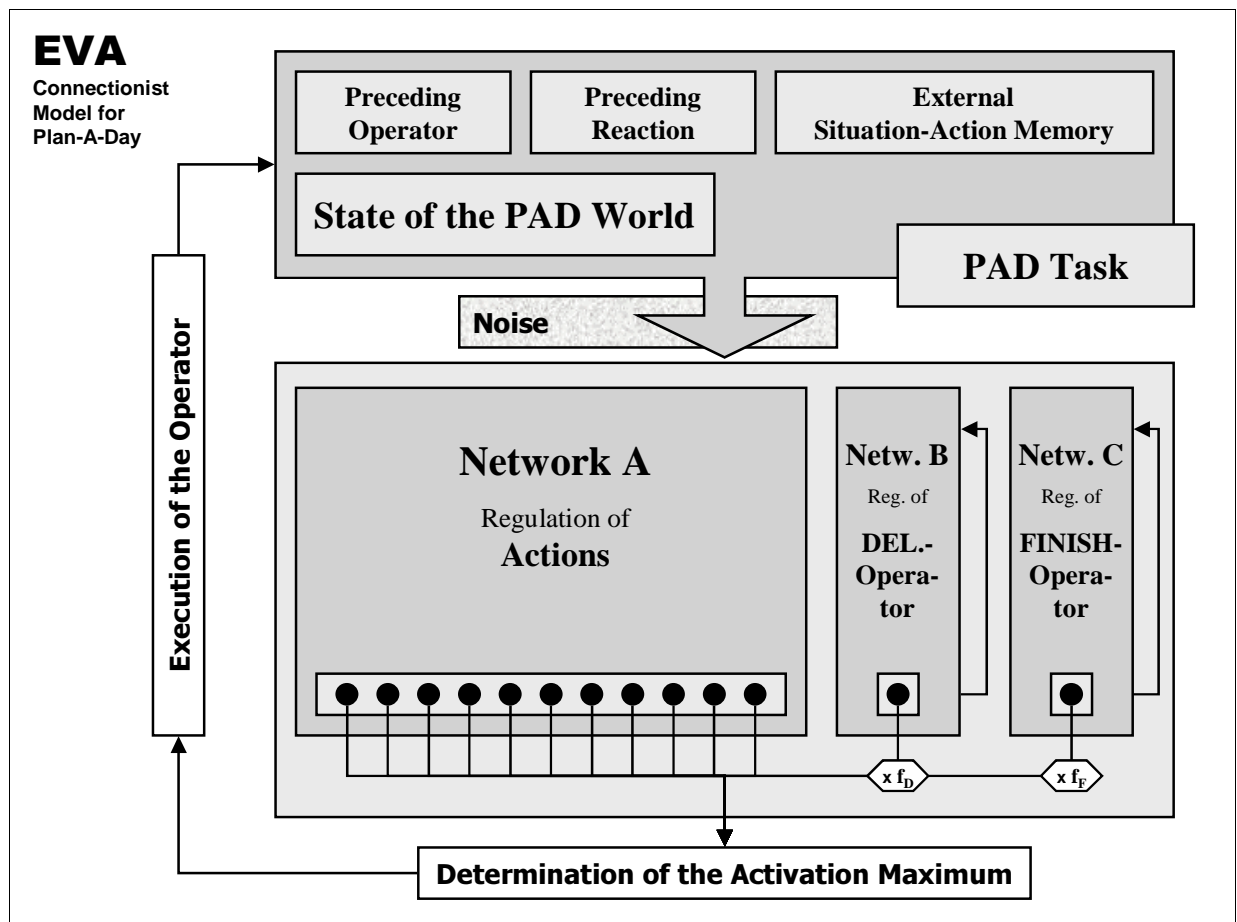 EVA
Connectionist
Model for
Plan-A-Day
Preceding
Operator
Preceding
Reaction
External
Situation-Action Memory
State of the PAD World
PAD Task
Noise
Execution of the Operator
Network A
Regulation of
Actions
Netw. B
Reg. of
DEL.-
Opera-
tor
Netw. C
Reg. of
FINISH-
Opera-
tor
x fD
x fF
Determination of the Activation Maximum